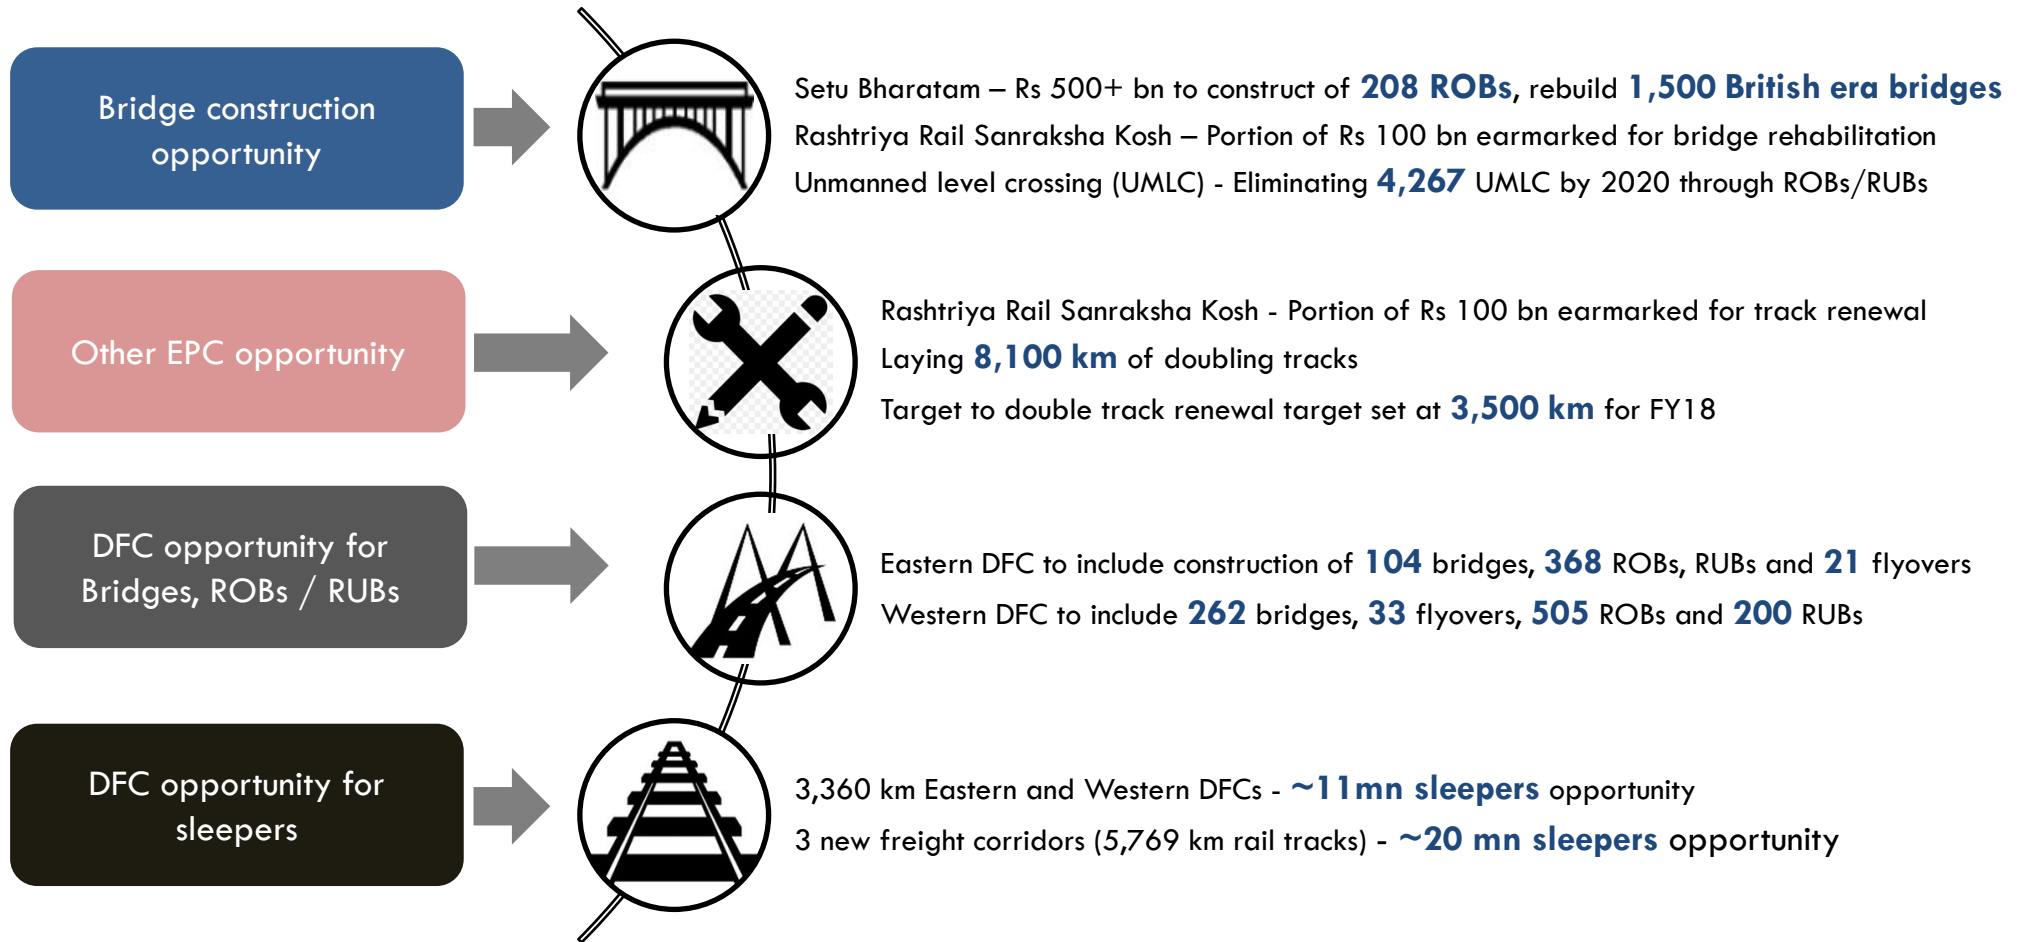 Bridge construction
opportunity
Setu Bharatam – Rs 500+ bn to construct of 208 ROBs, rebuild 1,500 British era bridges
Rashtriya Rail Sanraksha Kosh – Portion of Rs 100 bn earmarked for bridge rehabilitation
Unmanned level crossing (UMLC) - Eliminating 4,267 UMLC by 2020 through ROBs/RUBs
Other EPC opportunity
Rashtriya Rail Sanraksha Kosh - Portion of Rs 100 bn earmarked for track renewal
Laying 8,100 km of doubling tracks
Target to double track renewal target set at 3,500 km for FY18
DFC opportunity for
Bridges, ROBs / RUBs
Eastern DFC to include construction of 104 bridges, 368 ROBs, RUBs and 21 flyovers
Western DFC to include 262 bridges, 33 flyovers, 505 ROBs and 200 RUBs
DFC opportunity for
sleepers
3,360 km Eastern and Western DFCs - ~11mn sleepers opportunity
3 new freight corridors (5,769 km rail tracks) - ~20 mn sleepers opportunity